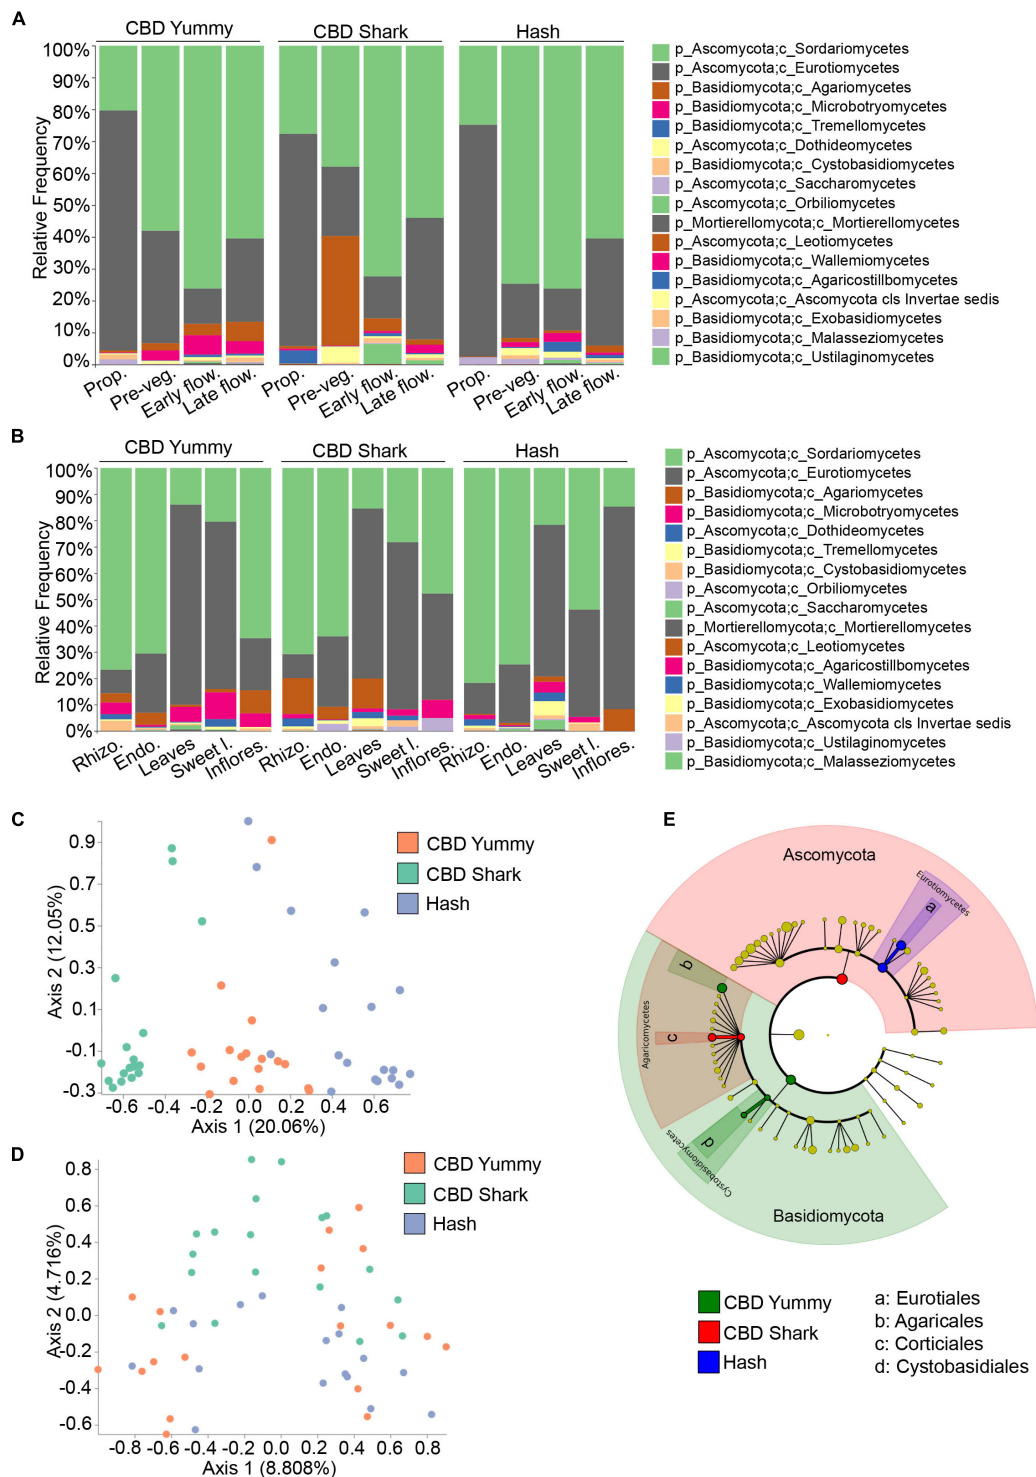 A
CBD Yummy
CBD Shark
Hash
Relative Frequency
100%
90%
80%
70%
60%
50%
40%
30%
20%
10%
0%
Prop.
Pre-veg.
Early flow.
Late flow.
Prop.
Pre-veg.
Early flow.
Late flow.
Prop.
Pre-veg.
Early flow.
Late flow.
p_Ascomycota;c_Sordariomycetes
p_Ascomycota;c_Eurotiomycetes
p_Basidiomycota;c_Agariomycetes
p_Basidiomycota;c_Microbotryomycetes
p_Basidiomycota;c_Tremellomycetes
p_Ascomycota;c_Dothideomycetes
p_Basidiomycota;c_Cystobasidiomycetes
p_Ascomycota;c_Saccharomycetes
p_Ascomycota;c_Orbiliomycetes
p_Mortierellomycota;c_Mortierellomycetes
p_Ascomycota;c_Leotiomycetes
p_Basidiomycota;c_Wallemiomycetes
p_Basidiomycota;c_Agaricostillbomycetes
p_Ascomycota;c_Ascomycota cls Invertae sedis
p_Basidiomycota;c_Exobasidiomycetes
p_Basidiomycota;c_Malasseziomycetes
p_Basidiomycota;c_Ustilaginomycetes
B
CBD Yummy
CBD Shark
Hash
Relative Frequency
100%
90%
80%
70%
60%
50%
40%
30%
20%
10%
0%
Rhizo.
Endo.
Leaves
Sweet l.
Inflores.
Rhizo.
Endo.
Leaves
Sweet l.
Inflores.
Rhizo.
Endo.
Leaves
Sweet l.
Inflores.
p_Ascomycota;c_Sordariomycetes
p_Ascomycota;c_Eurotiomycetes
p_Basidiomycota;c_Agariomycetes
p_Basidiomycota;c_Microbotryomycetes
p_Ascomycota;c_Dothideomycetes
p_Basidiomycota;c_Tremellomycetes
p_Basidiomycota;c_Cystobasidiomycetes
p_Ascomycota;c_Orbiliomycetes
p_Ascomycota;c_Saccharomycetes
p_Mortierellomycota;c_Mortierellomycetes
p_Ascomycota;c_Leotiomycetes
p_Basidiomycota;c_Agaricostillbomycetes
p_Basidiomycota;c_Wallemiomycetes
p_Basidiomycota;c_Exobasidiomycetes
p_Ascomycota;c_Ascomycota cls Invertae sedis
p_Basidiomycota;c_Ustilaginomycetes
p_Basidiomycota;c_Malasseziomycetes
C
Axis 2 (12.05%)
0.9
0.7
0.5
0.3
0.1
-0.1
-0.3
-0.6 -0.4 -0.2 0.0 0.2 0.4 0.6
Axis 1 (20.06%)
CBD Yummy
CBD Shark
Hash
D
Axis 2 (4.716%)
0.8
0.6
0.4
0.2
0.0
-0.2
-0.4
-0.6
-0.8 -0.6 -0.4 -0.2 0.0 0.2 0.4 0.6 0.8
Axis 1 (8.808%)
CBD Yummy
CBD Shark
Hash
E
Ascomycota
Eurotiomycetes
a
b
Agaricomycetes
c
d
Cystobasidiomycetes
Basidiomycota
CBD Yummy
CBD Shark
Hash
a: Eurotiales
b: Agaricales
c: Corticiales
d: Cystobasidiales